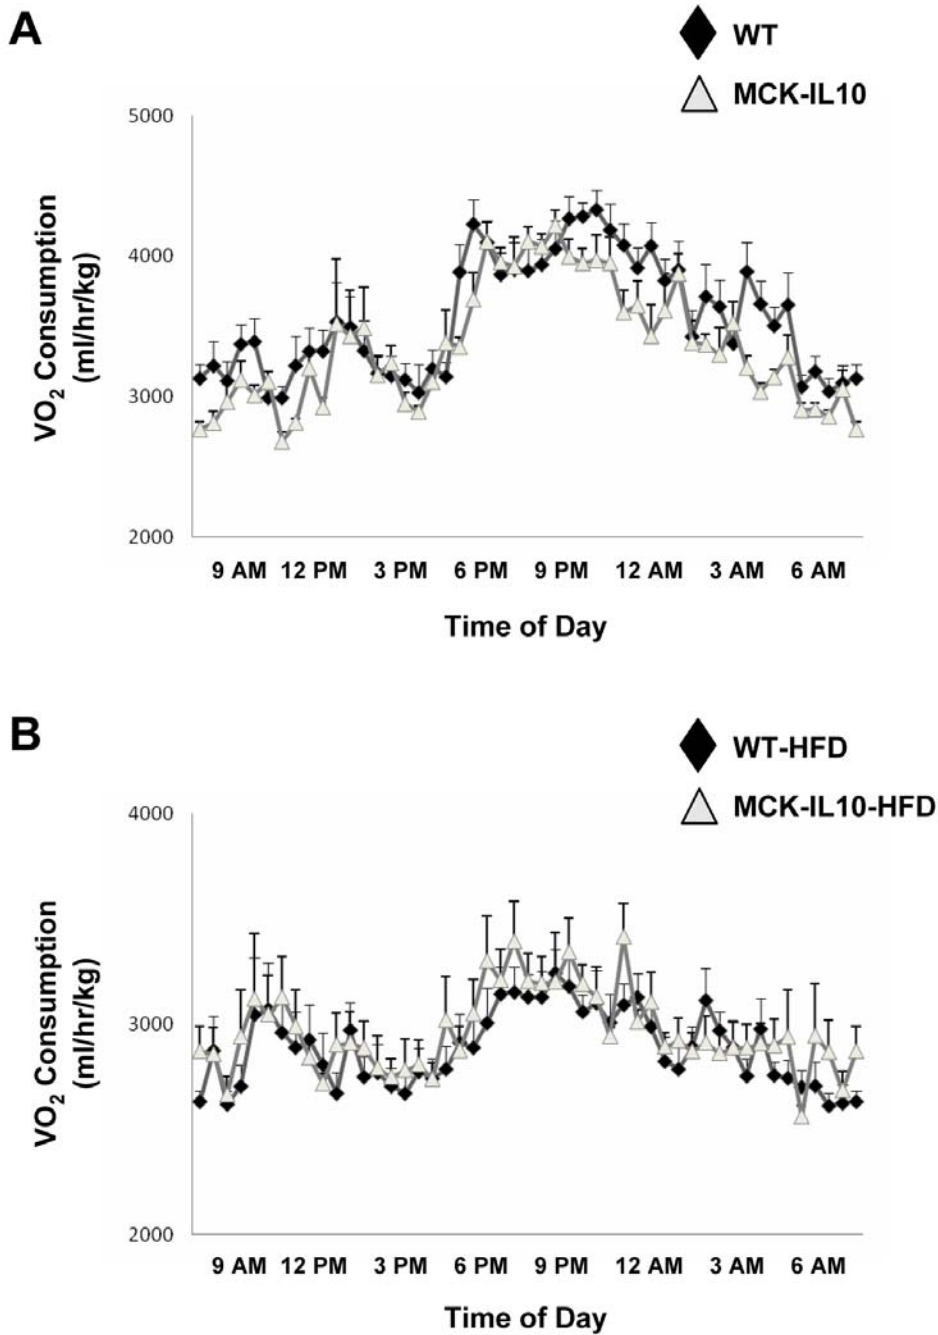 A
WT
MCK-IL10
5000
4000
3000
2000
VO2 Consumption
(ml/hr/kg)
9 AM 12 PM 3 PM 6 PM 9 PM 12 AM 3 AM 6 AM
Time of Day
B
WT-HFD
MCK-IL10-HFD
4000
3000
2000
VO2 Consumption
(ml/hr/kg)
9 AM 12 PM 3 PM 6 PM 9 PM 12 AM 3 AM 6 AM
Time of Day